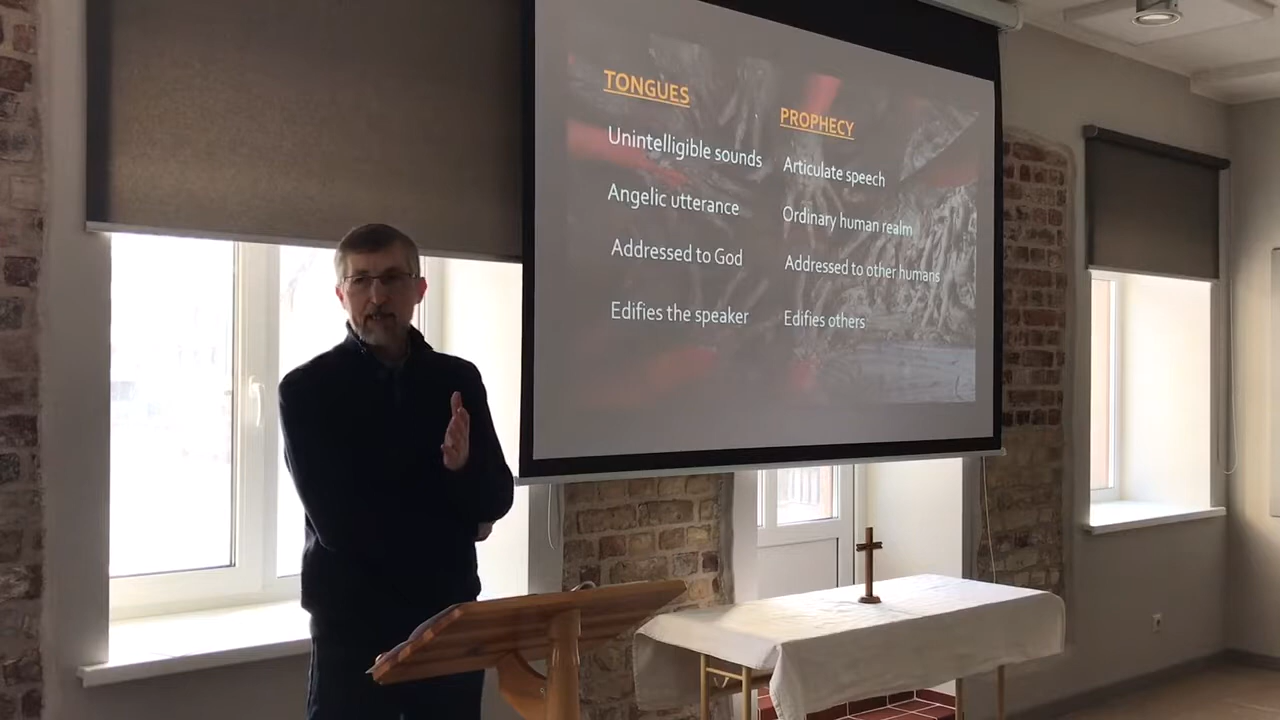 TONGUES
Unintelligible sounds
Angelic utterance
Addressed to God
Edifies the speaker
PROPHECY
Articulate speech
Ordinary human realm
Addressed to other humans
Edifies others